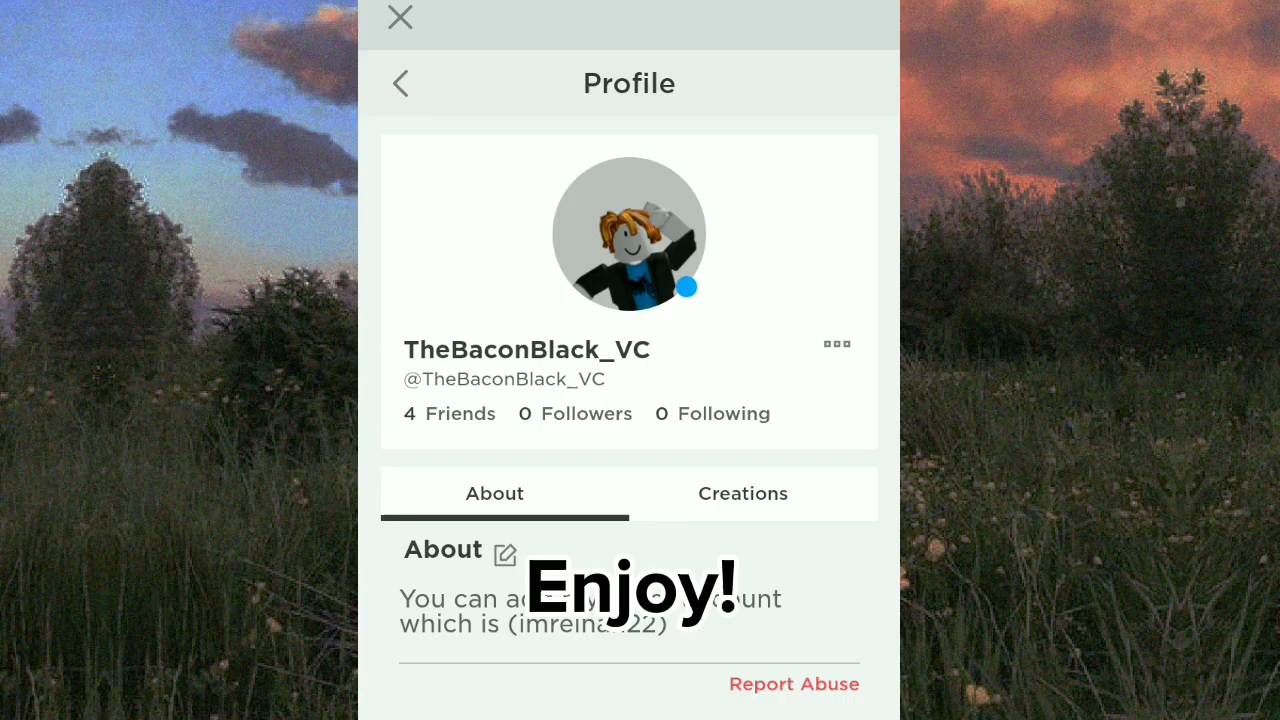 Profile
TheBaconBlack_VC
@TheBaconBlack_VC
4 Friends 0 Followers 0 Following
About Creations
About
Enjoy!
You can
which is
Report Abuse